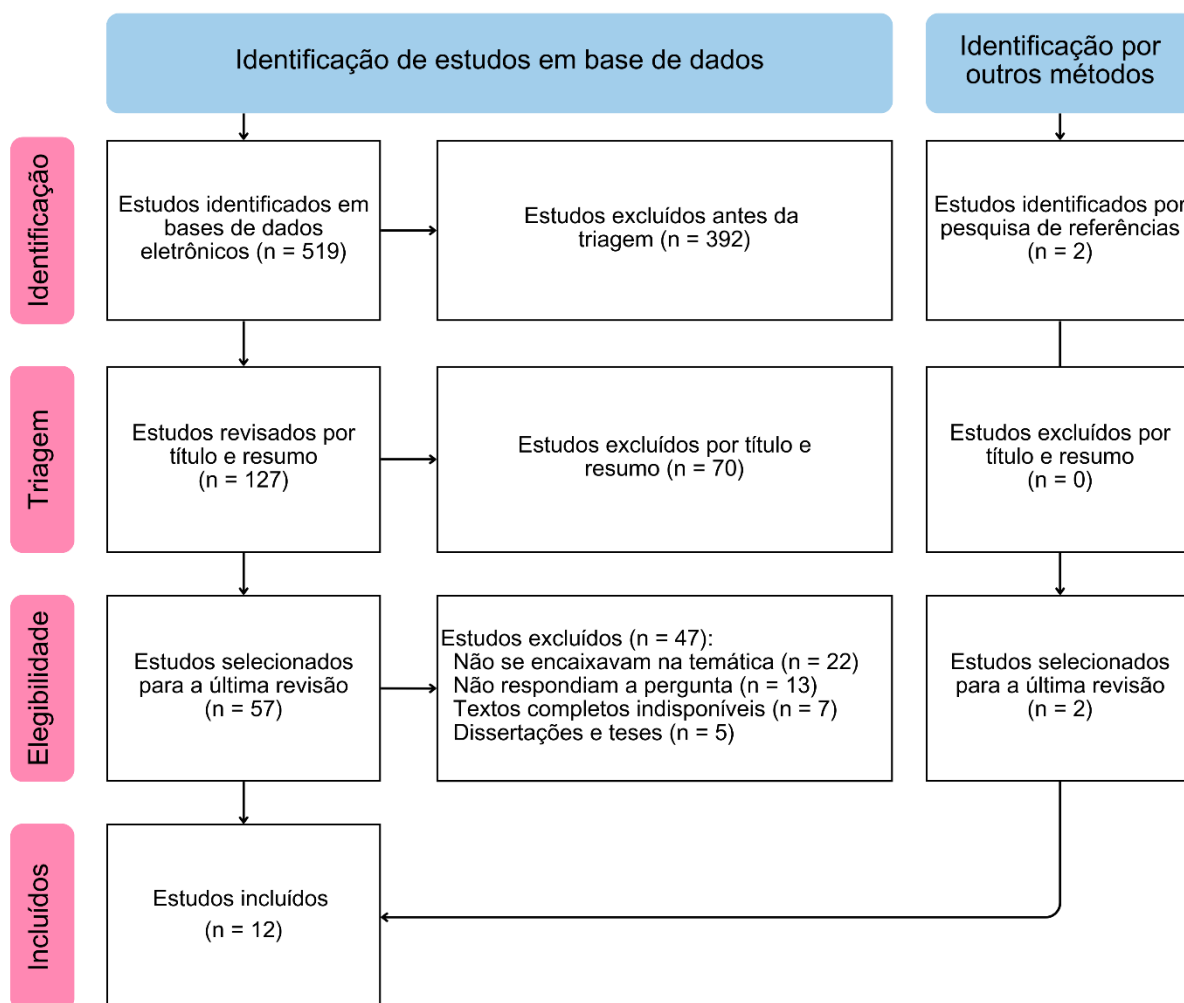 Identificação de estudos em base de dados
Identificação por
outros métodos
Identificação
Estudos identificados em
bases de dados
eletrônicos (n = 519)
Estudos excluídos antes da
triagem (n = 392)
Estudos identificados por
pesquisa de referências
(n = 2)
Triagem
Estudos revisados por
título e resumo
(n = 127)
Estudos excluídos por título e
resumo (n = 70)
Estudos excluídos por
título e resumo
(n = 0)
Elegibilidade
Estudos selecionados
para a última revisão
(n = 57)
Estudos excluídos (n = 47):
Não se encaixavam na temática (n = 22)
Não respondiam a pergunta (n = 13)
Textos completos indisponíveis (n = 7)
Dissertações e teses (n = 5)
Estudos selecionados
para a última revisão
(n = 2)
Incluídos
Estudos incluídos
(n = 12)